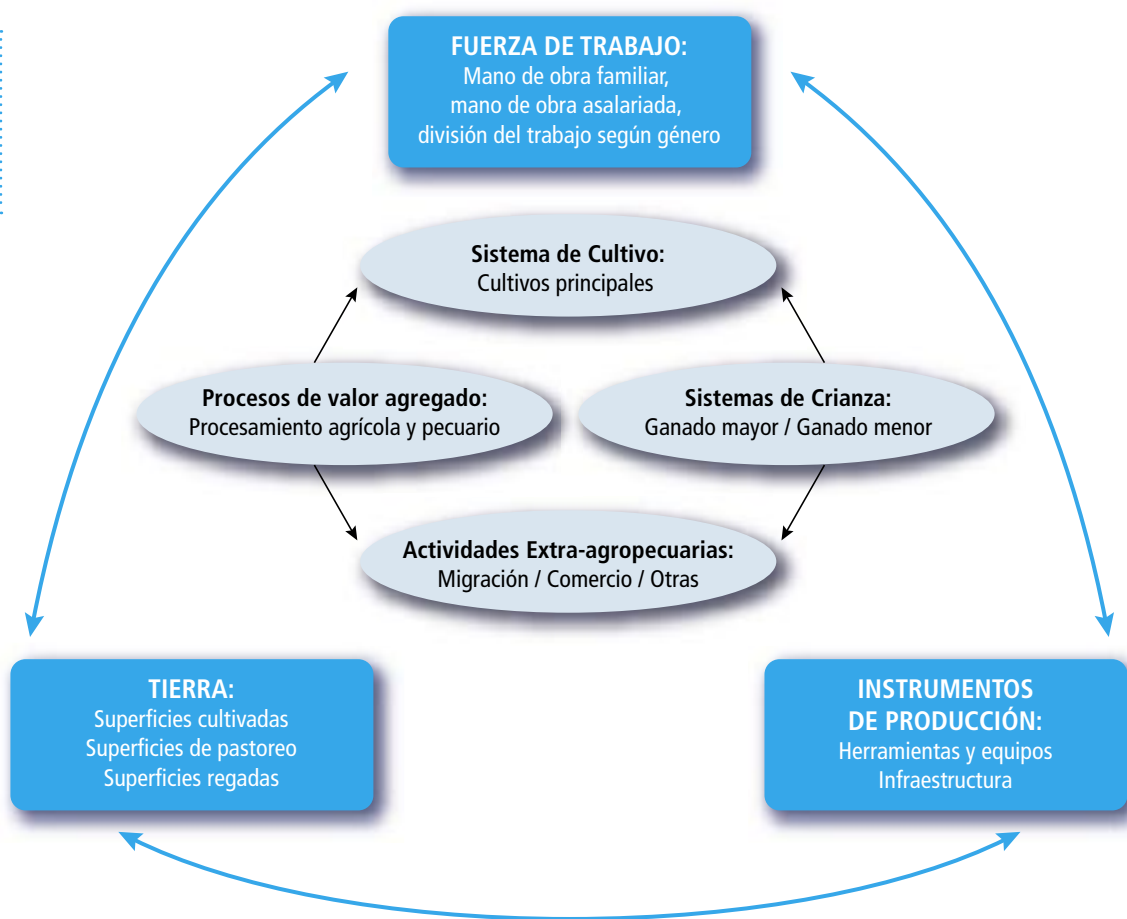 FUERZA DE TRABAJO:
Mano de obra familiar,
mano de obra asalariada,
división del trabajo según género
Sistema de Cultivo:
Cultivos principales
Procesos de valor agregado:
Procesamiento agrícola y pecuario
Sistemas de Crianza:
Ganado mayor / Ganado menor
Actividades Extra-agropecuarias:
Migración / Comercio / Otras
TIERRA:
Superficies cultivadas
Superficies de pastoreo
Superficies regadas
INSTRUMENTOS
DE PRODUCCIÓN:
Herramientas y equipos
Infraestructura